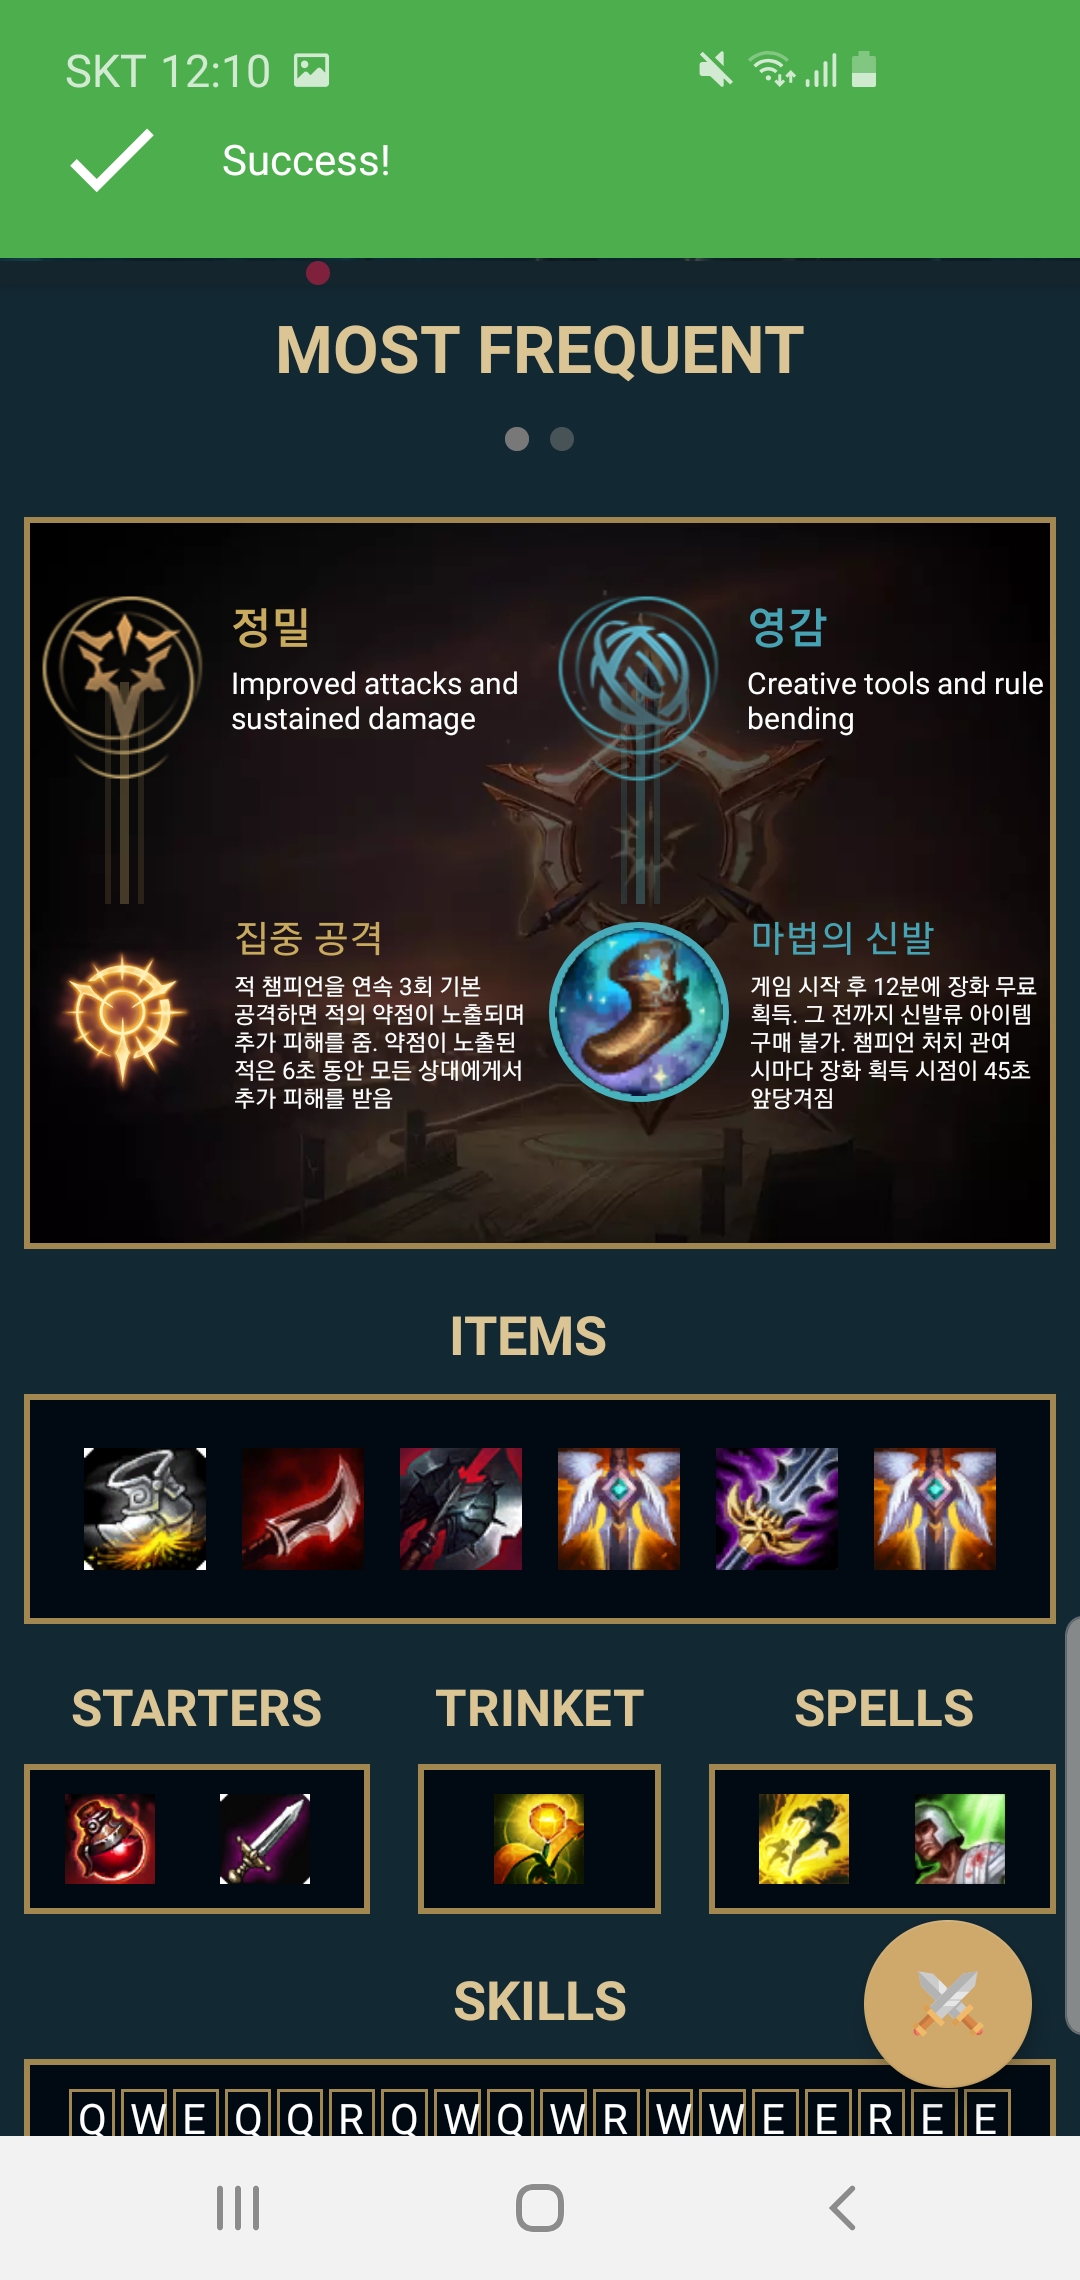 SKT 12:10
Success!
MOST FREQUENT
정밀
Improved attacks and
sustained damage
영감
Creative tools and rule
bending
집중 공격
적 챔피언을 연속 3회 기본
공격하면 적의 약점이 노출되며
추가 피해를 줌. 약점이 노출된
적은 6초 동안 모든 상대에게서
추가 피해를 받음
마법의 신발
게임 시작 후 12분에 장화 무료
획득. 그 전까지 신발류 아이템
구매 불가. 챔피언 처치 관여
시마다 장화 획득 시점이 45초
앞당겨짐
ITEMS
STARTERS
TRINKET
SPELLS
SKILLS
Q W E Q Q R Q W Q W R W W E E R E E